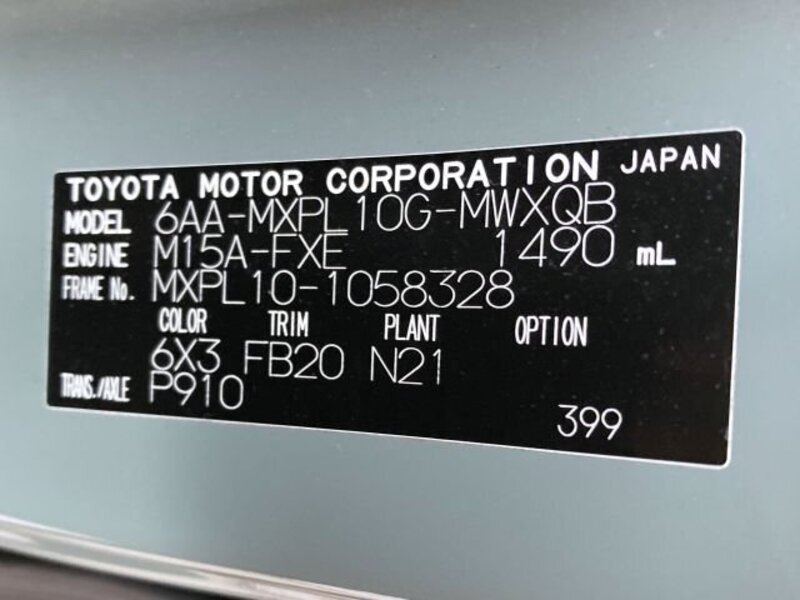 TOYOTA MOTOR CORPORATION JAPAN
MODEL 6AA-MXPL10G-MWXQB
ENGINE M15A-FXE 1490 mL
FRAME No. MXPL10-1058328
COLOR TRIM PLANT OPTION
6X3 FB20 N21
TRANS./AXLE P910
399